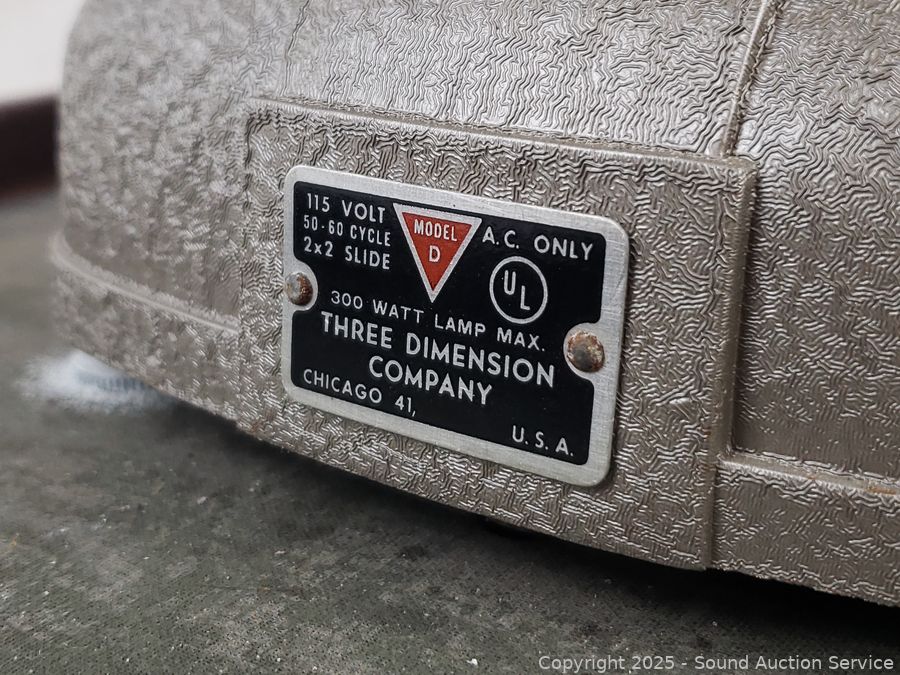 115 VOLT
50-60 CYCLE
2x2 SLIDE
MODEL
D
A.C. ONLY
UL
300 WATT LAMP MAX.
THREE DIMENSION
COMPANY
CHICAGO 41,
U.S.A.
Copyright 2025 - Sound Auction Service